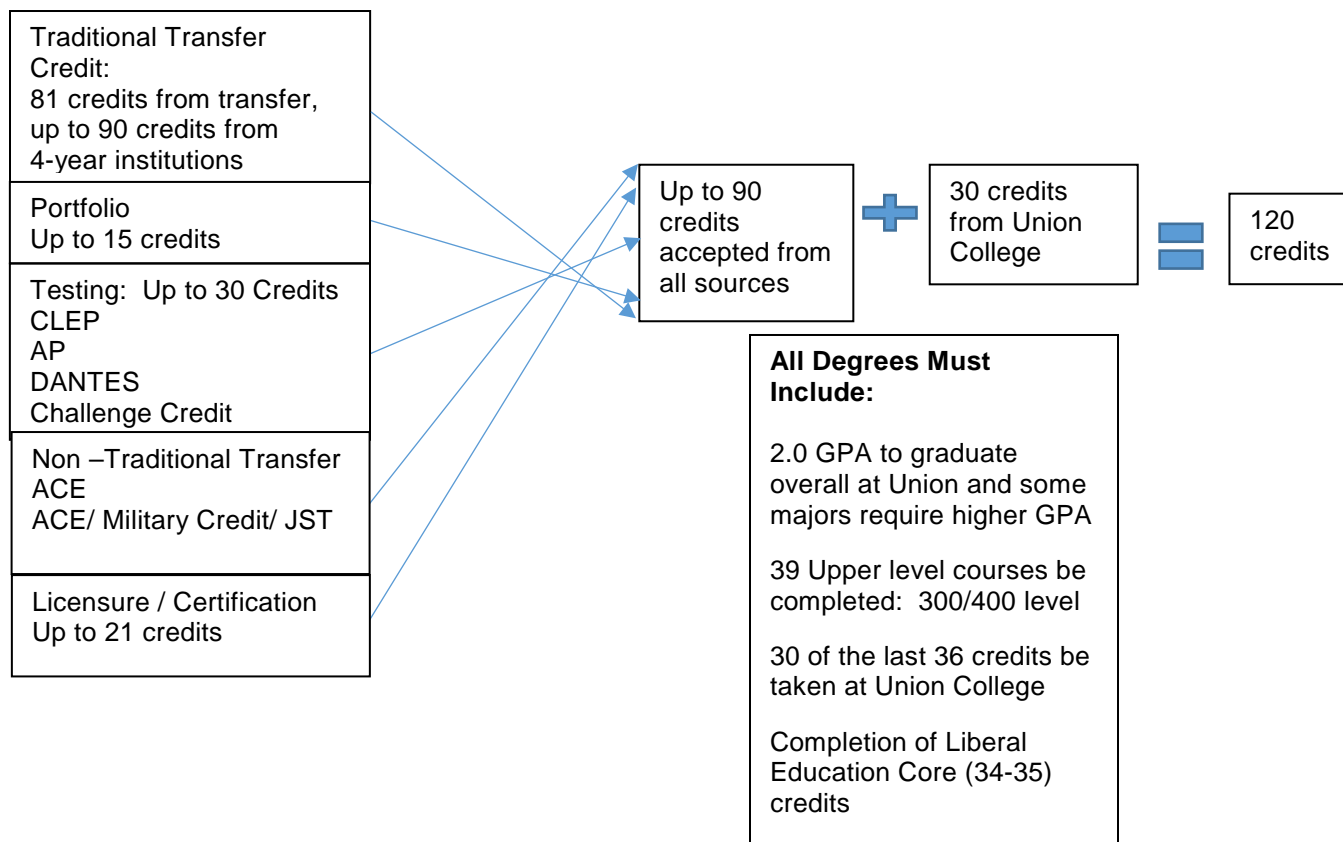 Traditional Transfer
Credit:
81 credits from transfer,
up to 90 credits from
4-year institutions
Portfolio
Up to 15 credits
Testing:  Up to 30 Credits
CLEP
AP
DANTES
Challenge Credit
Non –Traditional Transfer
ACE
ACE/ Military Credit/ JST
Licensure / Certification
Up to 21 credits
Up to 90
credits
accepted from
all sources
30 credits
from Union
College
120
credits
All Degrees Must
Include:
2.0 GPA to graduate
overall at Union and some
majors require higher GPA
39 Upper level courses be
completed:  300/400 level
30 of the last 36 credits be
taken at Union College
Completion of Liberal
Education Core (34-35)
credits